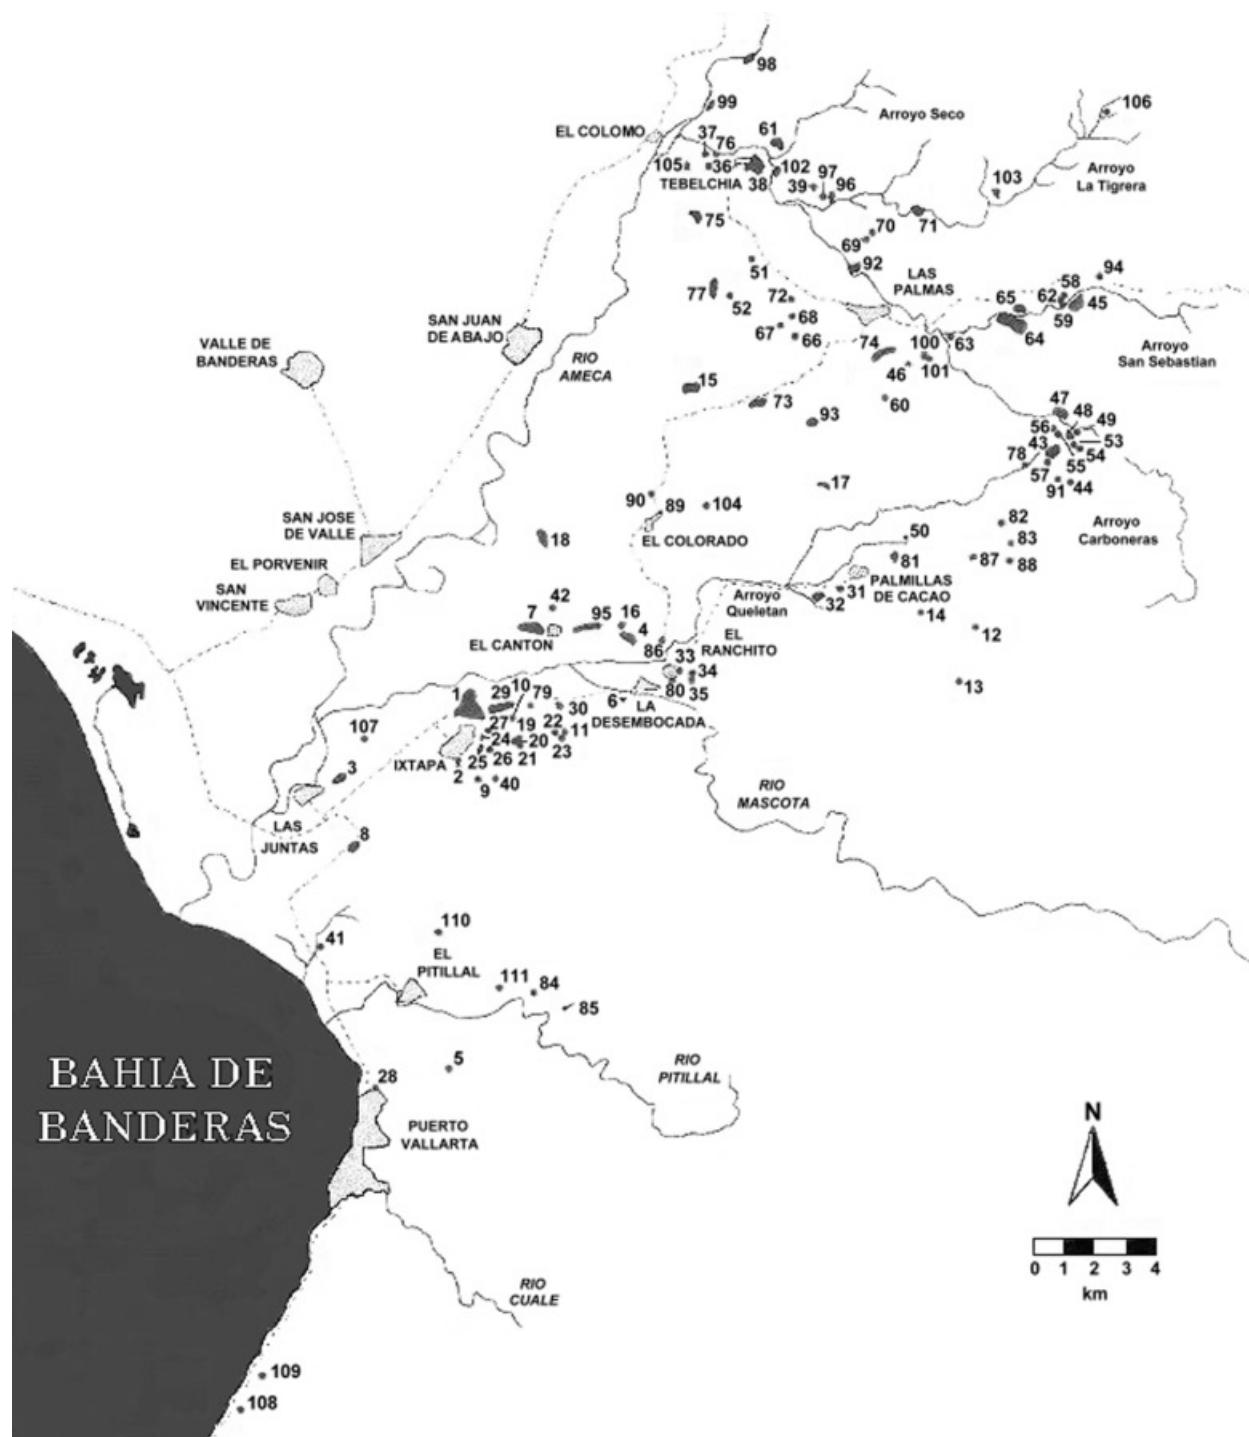 98
99
106
Arroyo Seco
EL COLOMO
37
76
61
105
36
TEBELCHIA
38
102
39
97
96
103
Arroyo
La Tigrera
75
70
69
71
51
92
LAS
PALMAS
77
52
72
68
67
66
65
62
58
94
59
45
64
63
Arroyo
San Sebastian
SAN JUAN
DE ABAJO
VALLE DE
BANDERAS
RIO
AMECA
74
100
46
101
15
73
93
60
47
48
49
56
43
53
54
55
78
57
91
44
17
90
89
104
EL COLORADO
SAN JOSE
DE VALLE
EL PORVENIR
SAN
VINCENTE
18
82
83
Arroyo
Carboneras
50
81
87
88
PALMILLAS
DE CACAO
31
32
Arroyo
Queletan
14
12
13
42
7
95
16
4
EL CANTON
86
EL
RANCHITO
33
34
80
35
6
LA
DESEMBOCADA
1
29
10
79
30
27
19
22
11
24
20
23
25
26
21
IXTAPA
2
9
40
107
3
LAS
JUNTAS
8
RIO
MASCOTA
110
41
EL
PITILLAL
111
84
85
5
28
RIO
PITILLAL
BAHIA DE
BANDERAS
PUERTO
VALLARTA
N
0 1 2 3 4
km
RIO
CUALE
109
108